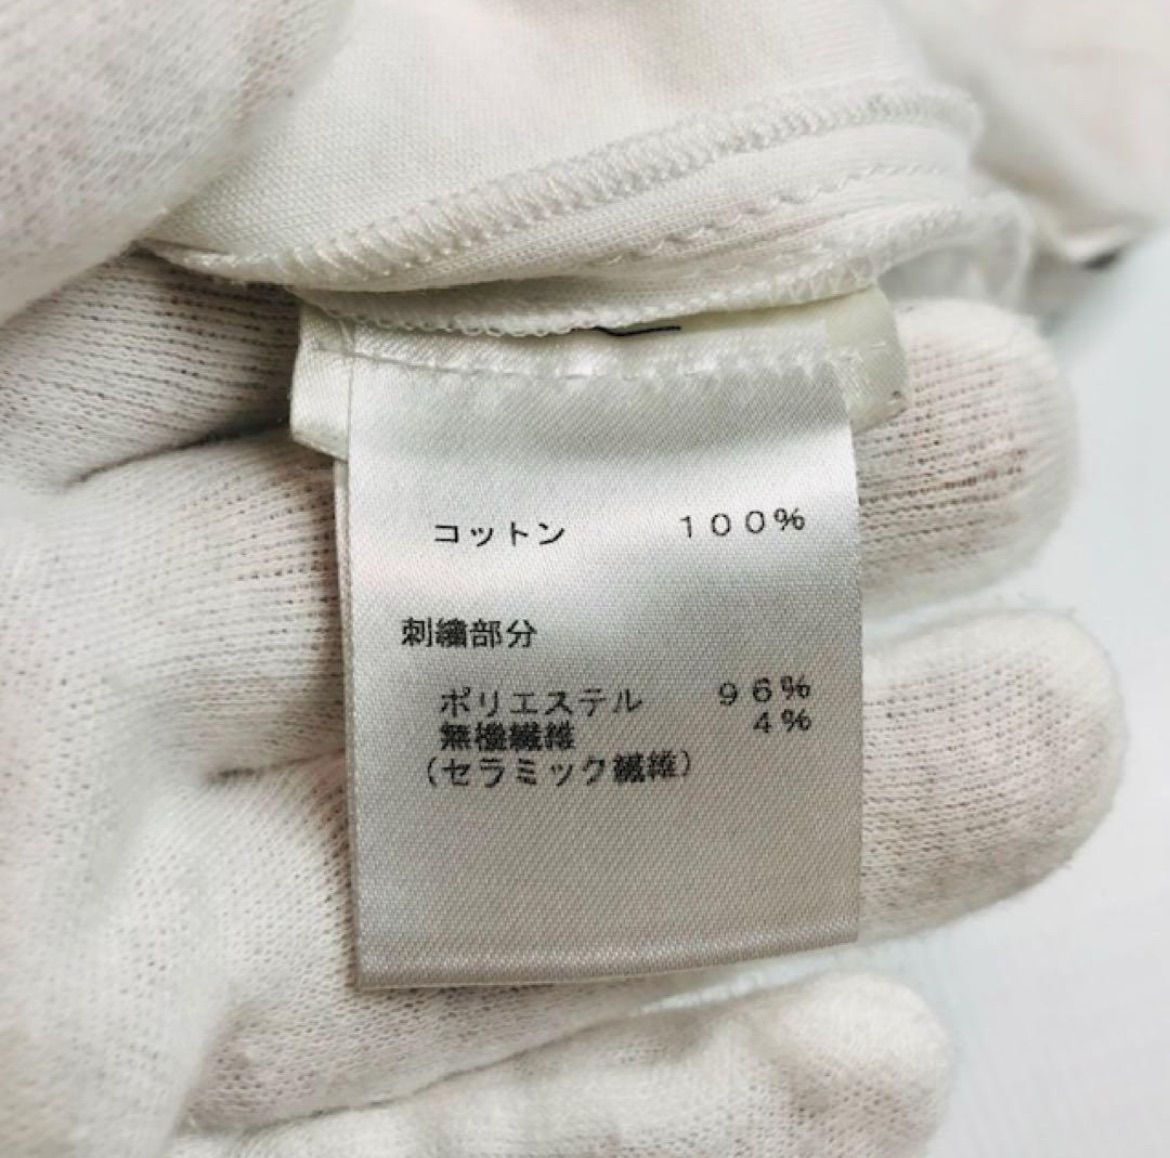 コットン 100%
刺繍部分
ポリエステル 96%
無機繊維 4%
(セラミック繊維)